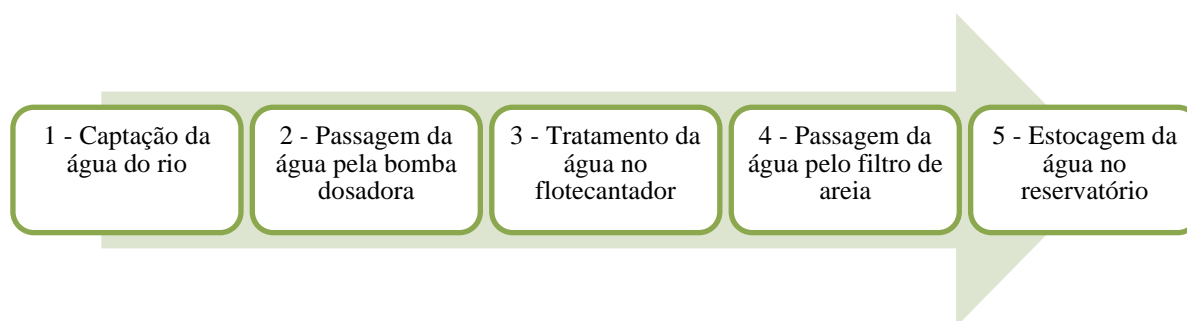 1 - Captação da
água do rio
2 - Passagem da
água pela bomba
dosadora
3 - Tratamento da
água no
flotecantador
4 - Passagem da
água pelo filtro de
areia
5 - Estocagem da
água no
reservatório